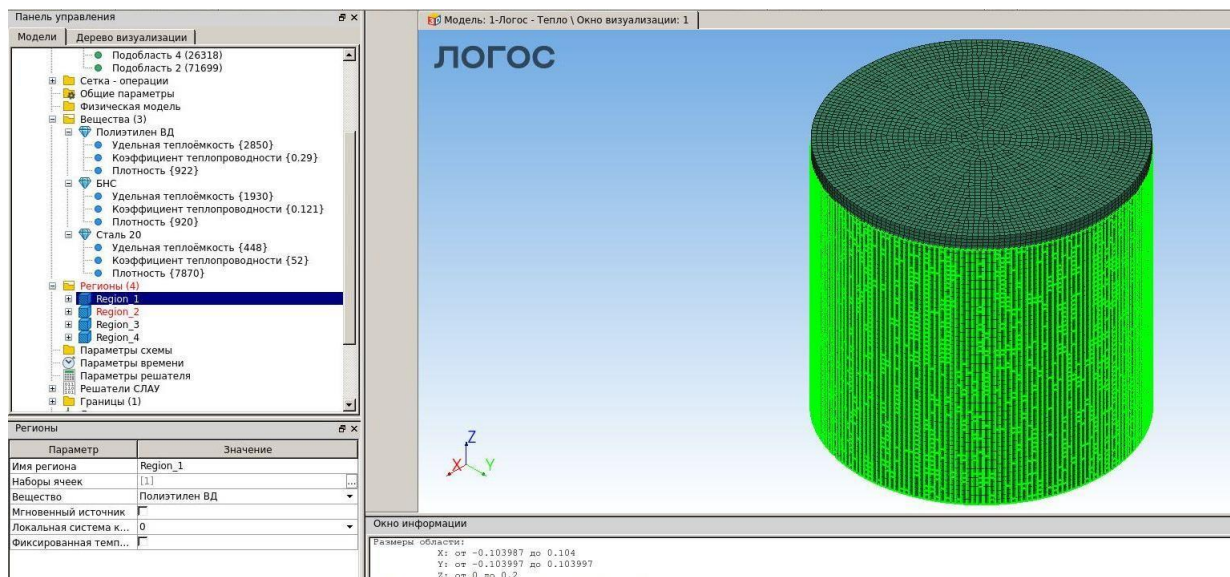 Панель управления
Модели
Дерево визуализации
Подобласть 4 (26318)
Подобласть 2 (71699)
Сетка - операции
Общие параметры
Физическая модель
Вещества (3)
Полиэтилен ВД
Удельная теплоёмкость {2850}
Коэффициент теплопроводности {0.29}
Плотность {922}
БНС
Удельная теплоёмкость {1930}
Коэффициент теплопроводности {0.121}
Плотность {920}
Сталь 20
Удельная теплоёмкость {448}
Коэффициент теплопроводности {52}
Плотность {7870}
Регионы (4)
Region_1
Region_2
Region_3
Region_4
Параметры схемы
Параметры времени
Параметры решателя
Решатели СЛАУ
Границы (1)
Регионы
Параметр Значение
Имя региона Region_1
Наборы ячеек [1] ...
Вещество Полиэтилен ВД
Мгновенный источник
Локальная система к... 0
Фиксированная темп...
Модель: 1-Логос - Тепло \ Окно визуализации: 1
ЛОГОС
Z
X
Y
Окно информации
Размеры области:
X: от -0.103987 до 0.104
Y: от -0.103997 до 0.103997
Z: от 0 до 0.2